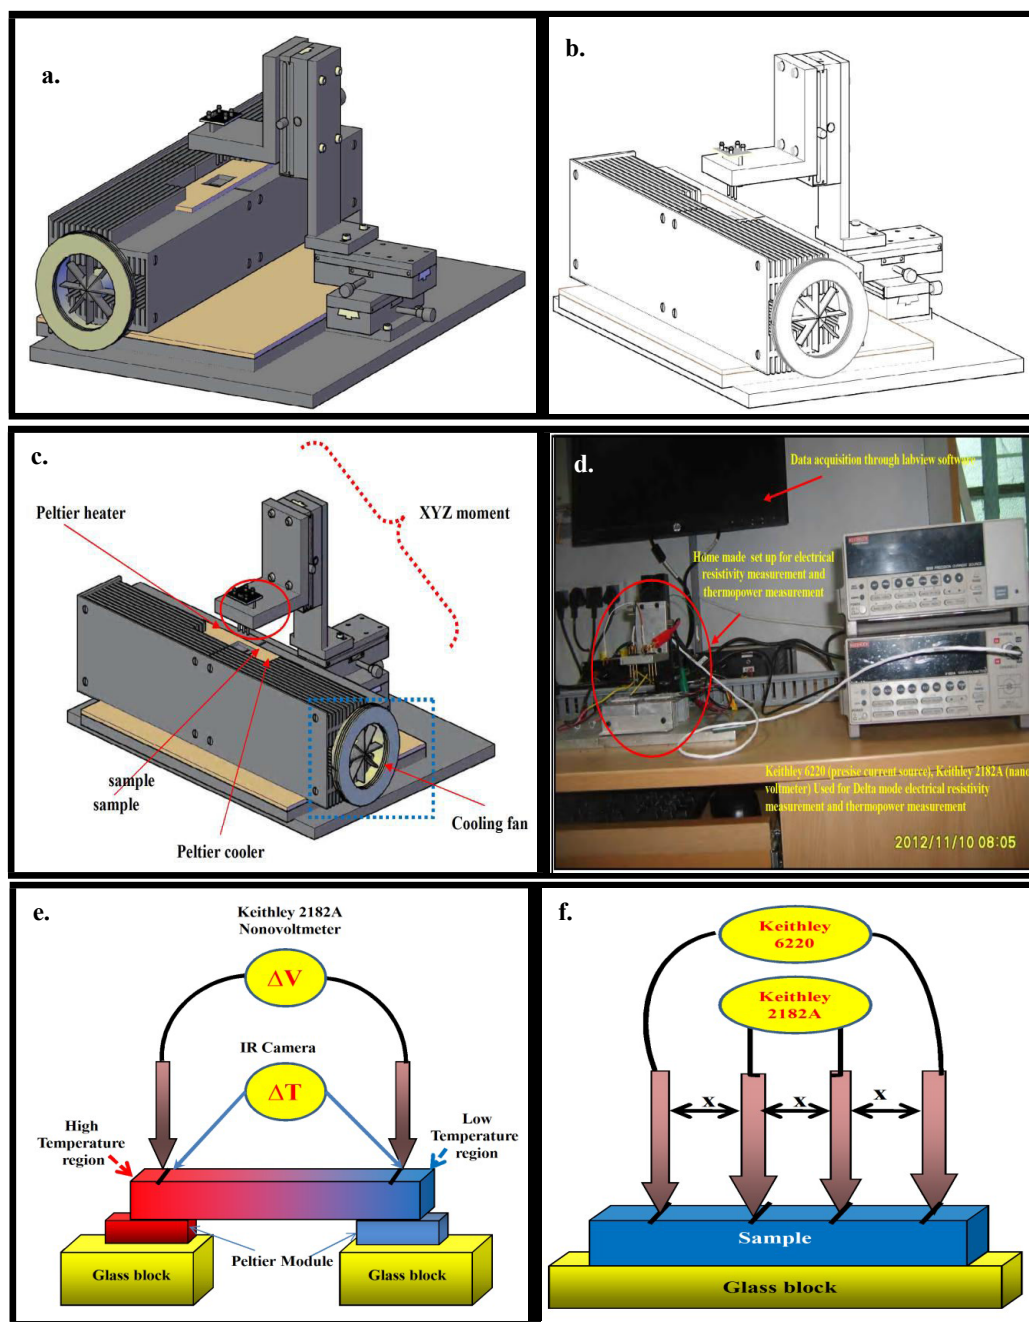 a.
b.
c.
Peltier heater
XYZ moment
sample
sample
Peltier cooler
Cooling fan
d.
Data acquisition through labview software
Home made set up for electrical
resistivity measurement and
thermopower measurement
Keithley 6220 (presise current source), Keithley 2182A (nano
voltmeter) Used for Delta mode electrical resistivity
measurement and thermopower measurement
2012/11/10 08:05
e.
Keithley 2182A
Nonovoltmeter
ΔV
IR Camera
ΔT
High
Temperature
region
Low
Temperature
region
Peltier Module
Glass block
Glass block
f.
Keithley
6220
Keithley
2182A
x
x
x
Sample
Glass block